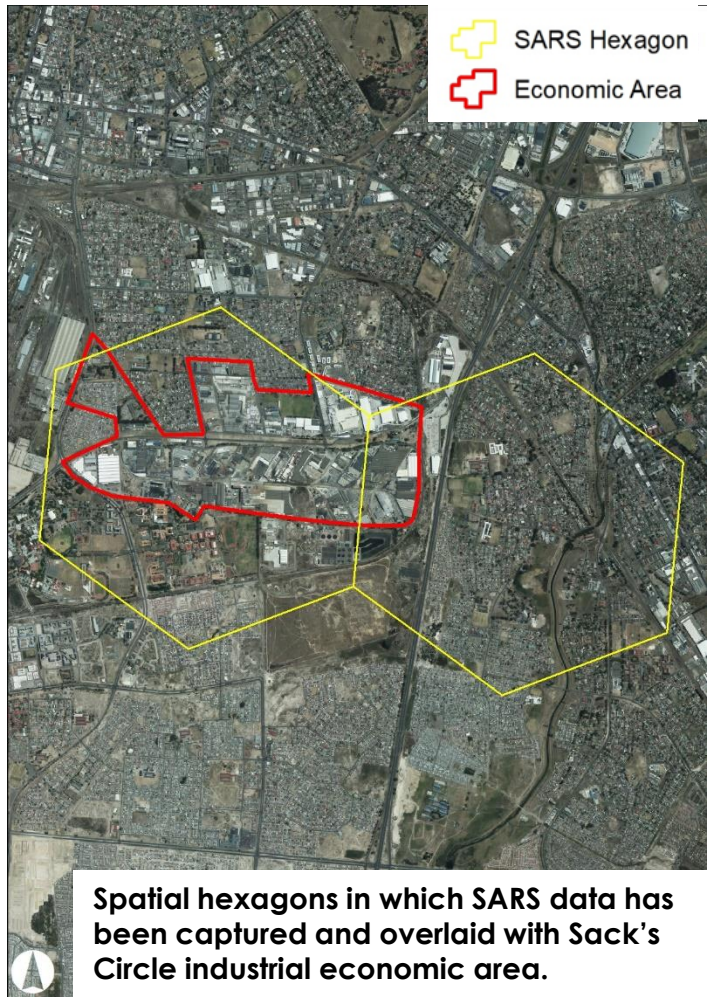 SARS Hexagon
Economic Area
Spatial hexagons in which SARS data has
been captured and overlaid with Sack's
Circle industrial economic area.